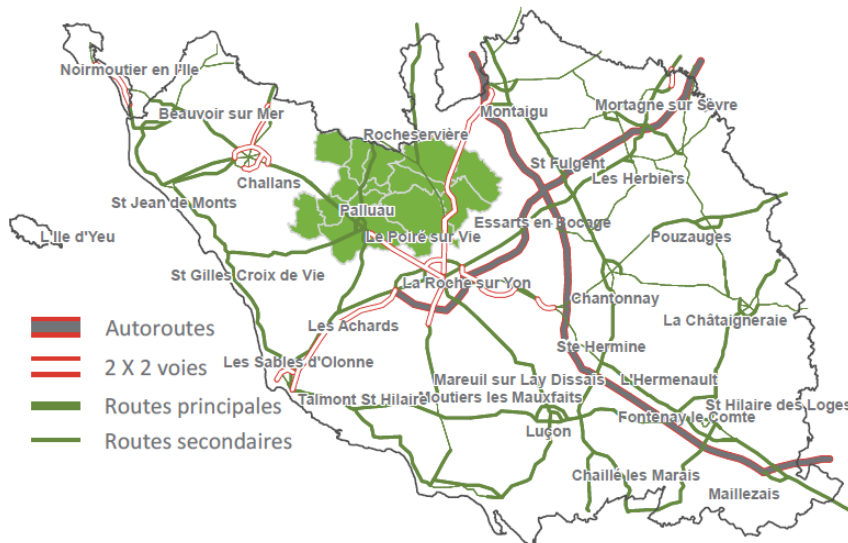 Noirmoutier en l'Ile
Beauvoir sur Mer
Challans
St Jean de Monts
L'Ile d'Yeu
St Gilles Croix de Vie
Rocheservière
Palluau
Le Poiré sur Vie
Montaigu
Mortagne sur Sèvre
St Fulgent
Les Herbiers
Essarts en Bocage
Pouzauges
La Roche sur Yon
Chantonnay
La Châtaigneraie
Les Achards
Les Sables d'Olonne
Talmont St Hilaire
Ste Hermine
Mareuil sur Lay Dissais
Moutiers les Mauxfaits
L'Hermenault
St Hilaire des Loges
Fontenay le Comte
Luçon
Chaillé les Marais
Maillezais
Autoroutes
2 X 2 voies
Routes principales
Routes secondaires